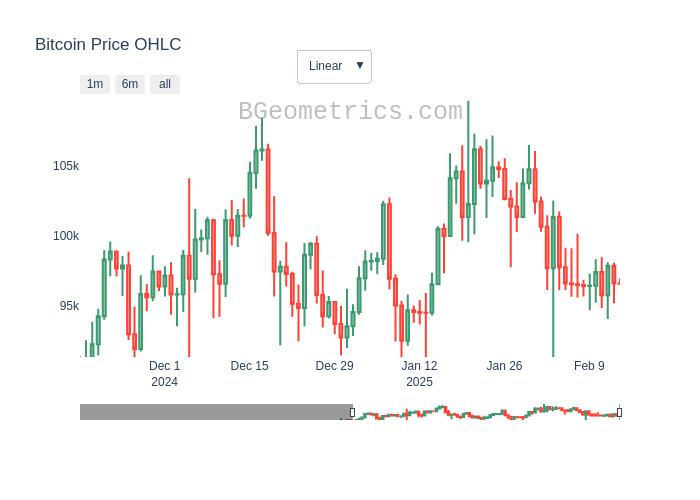 Bitcoin Price OHLC
Linear ▼
1m 6m all
BGeometrics.com
105k
100k
95k
Dec 1 Dec 15 Dec 29 Jan 12 Jan 26 Feb 9
2024 2025